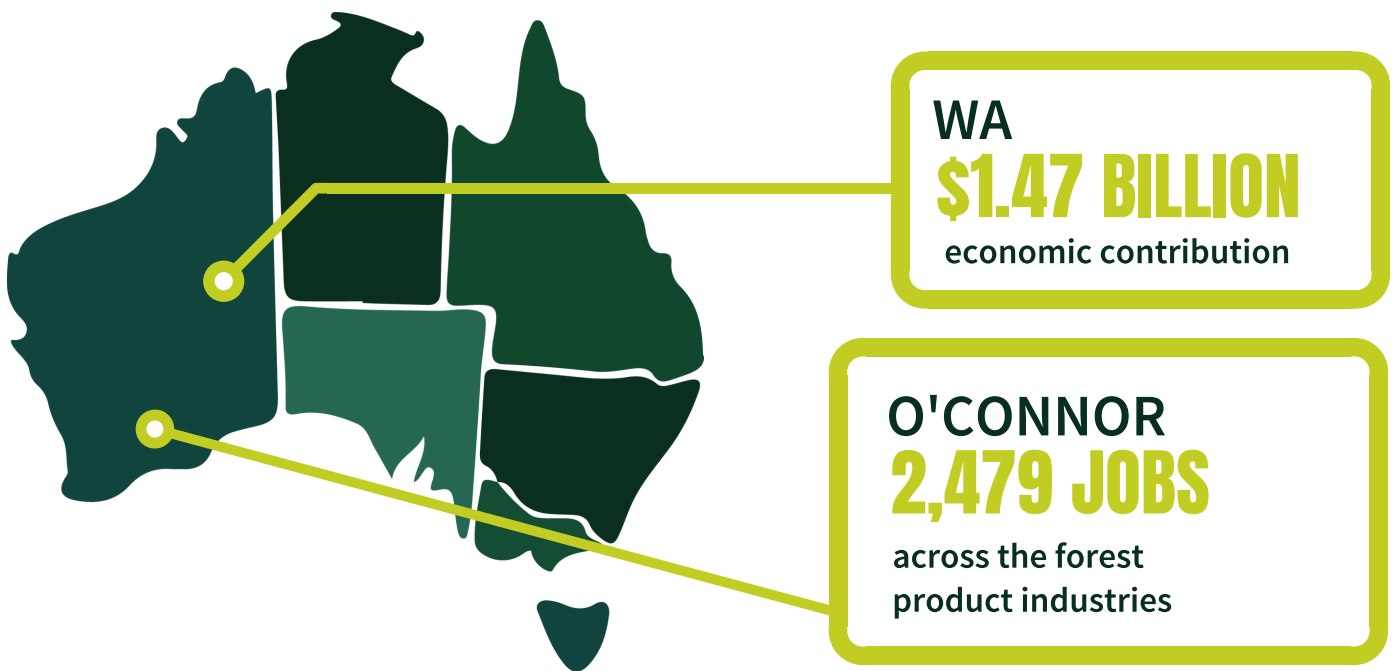 WA
$1.47 BILLION
economic contribution
O'CONNOR
2,479 JOBS
across the forest
product industries